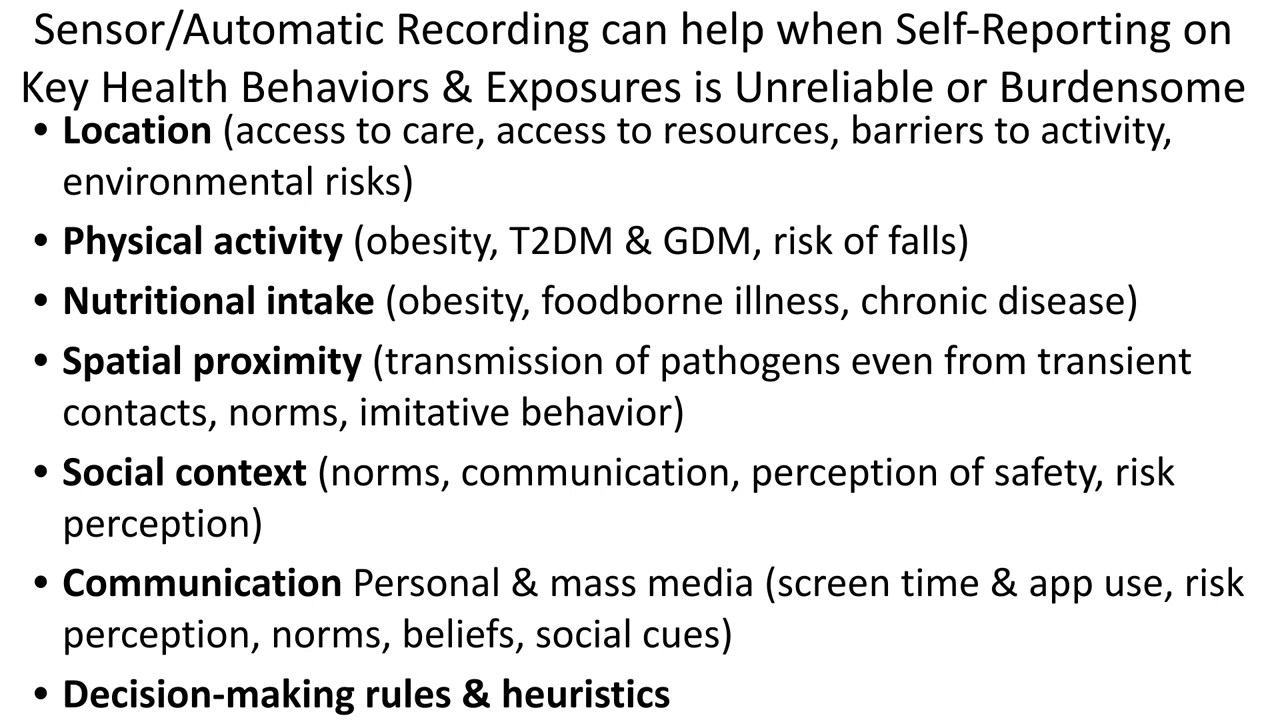 Sensor/Automatic Recording can help when Self-Reporting on
Key Health Behaviors & Exposures is Unreliable or Burdensome
• Location (access to care, access to resources, barriers to activity,
environmental risks)
• Physical activity (obesity, T2DM & GDM, risk of falls)
• Nutritional intake (obesity, foodborne illness, chronic disease)
• Spatial proximity (transmission of pathogens even from transient
contacts, norms, imitative behavior)
• Social context (norms, communication, perception of safety, risk
perception)
• Communication Personal & mass media (screen time & app use, risk
perception, norms, beliefs, social cues)
• Decision-making rules & heuristics